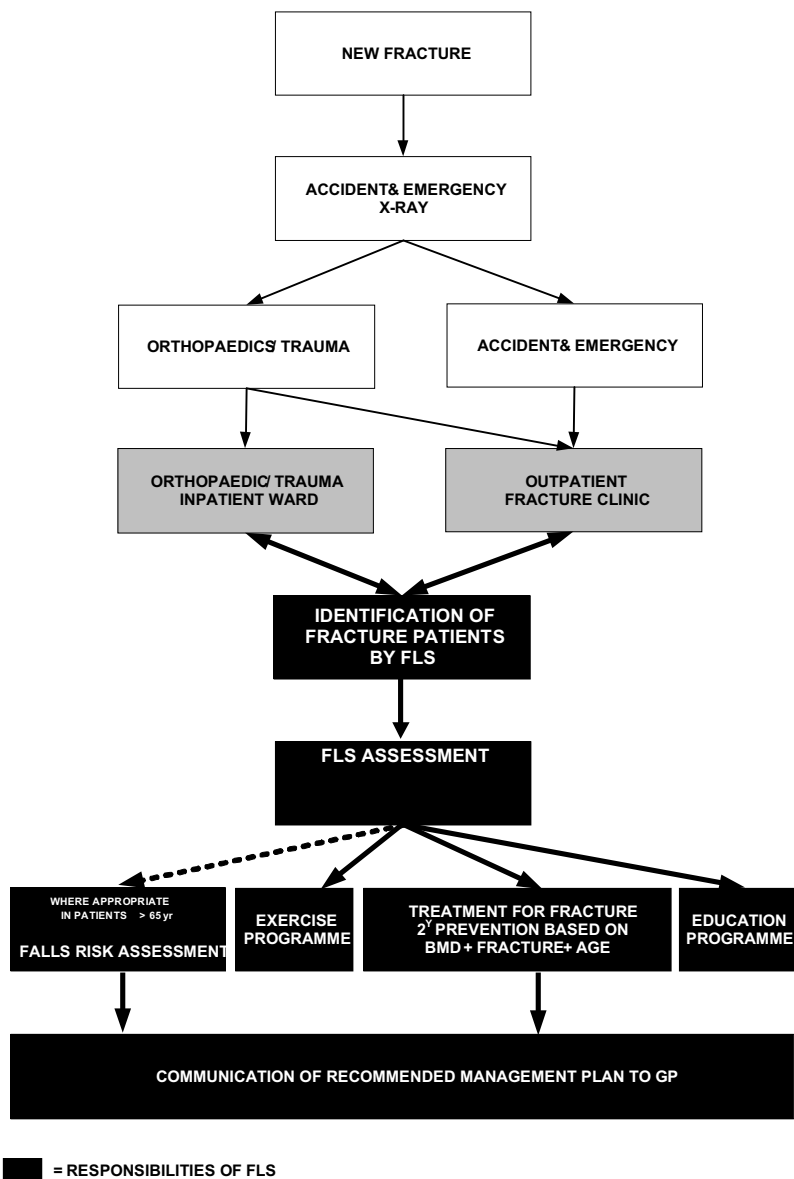 NEW FRACTURE
ACCIDENT& EMERGENCY
X-RAY
ORTHOPAEDICS/ TRAUMA
ACCIDENT& EMERGENCY
ORTHOPAEDIC/ TRAUMA
INPATIENT WARD
OUTPATIENT
FRACTURE CLINIC
IDENTIFICATION OF
FRACTURE PATIENTS
BY FLS
FLS ASSESSMENT
WHERE APPROPRIATE
IN PATIENTS > 65 yr
FALLS RISK ASSESSMENT
EXERCISE
PROGRAMME
TREATMENT FOR FRACTURE
2Y PREVENTION BASED ON
BMD + FRACTURE+ AGE
EDUCATION
PROGRAMME
COMMUNICATION OF RECOMMENDED MANAGEMENT PLAN TO GP
= RESPONSIBILITIES OF FLS